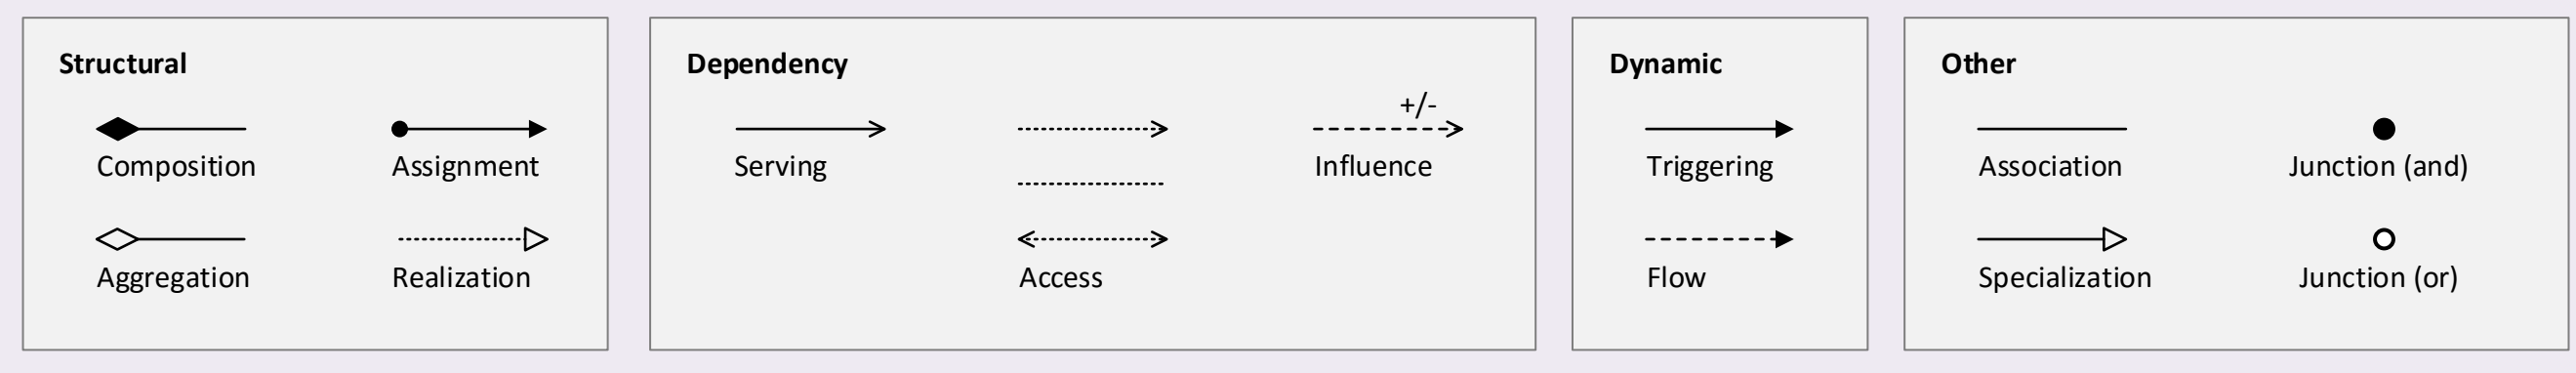 Structural
Composition
Assignment
Aggregation
Realization
Dependency
Serving
Access
+/-
Influence
Dynamic
Triggering
Flow
Other
Association
Junction (and)
Specialization
Junction (or)